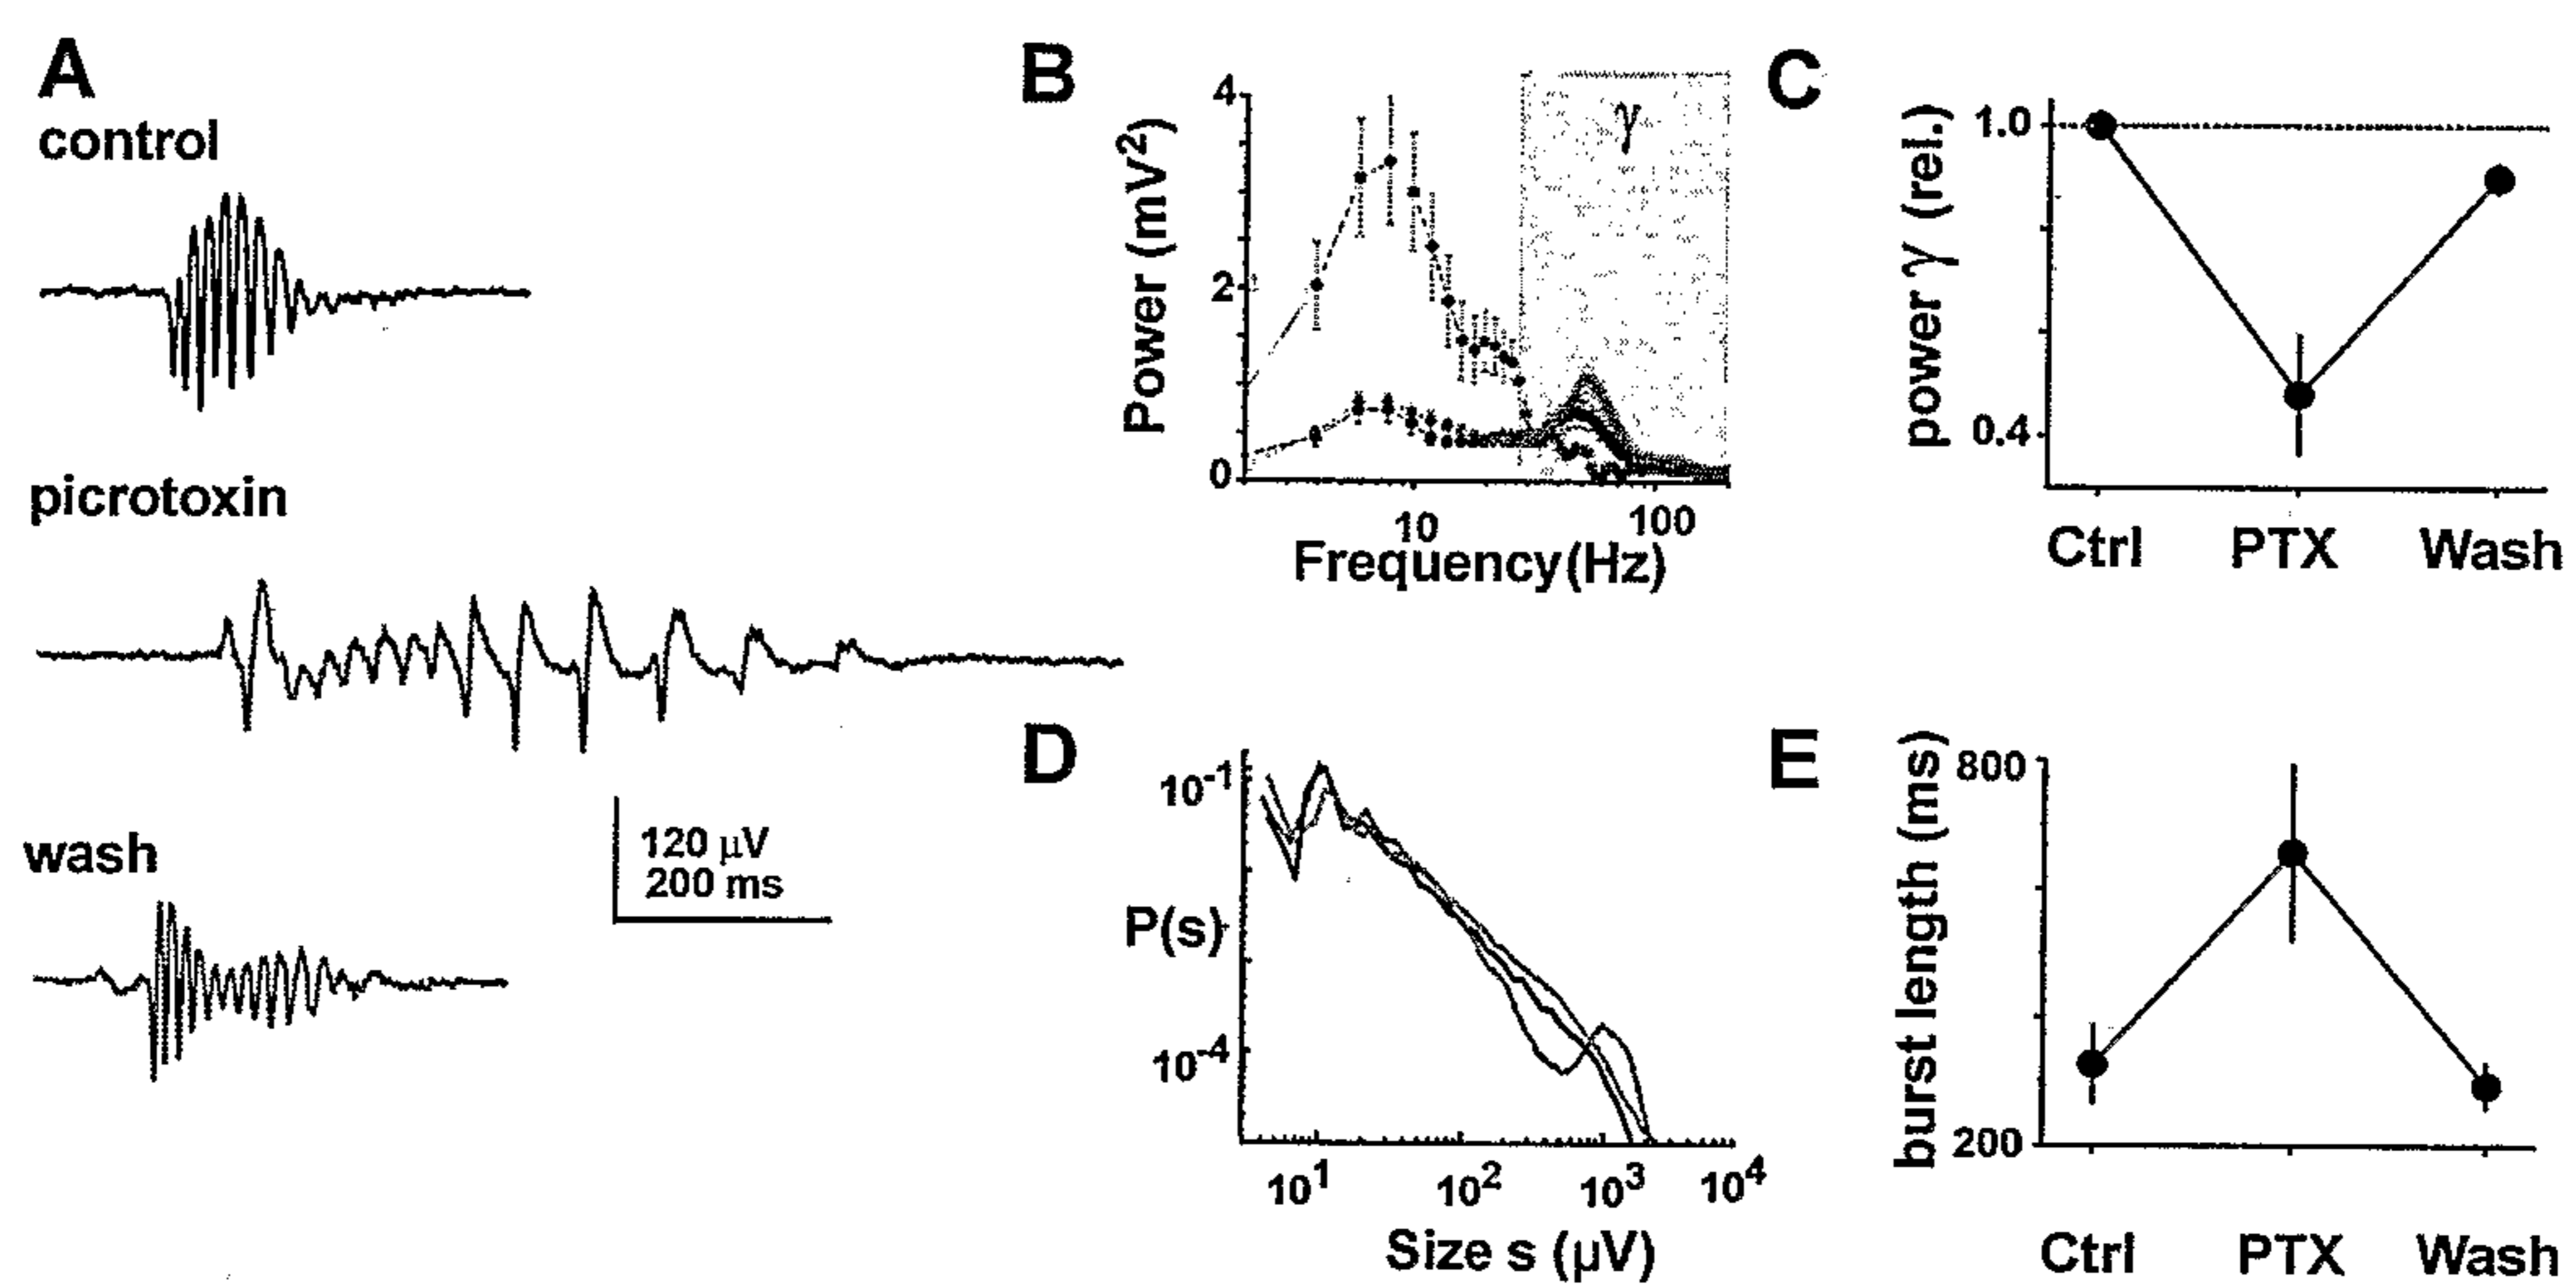 A
control
picrotoxin
120 μV
200 ms
wash
B
4
2
0
Power (mV²)
γ
10
100
Frequency(Hz)
C
1.0
0.4
power γ (rel.)
Ctrl
PTX
Wash
D
10⁻¹
P(s)
10⁻⁴
10¹
10²
10³
10⁴
Size s (μV)
E
800
200
burst length (ms)
Ctrl
PTX
Wash